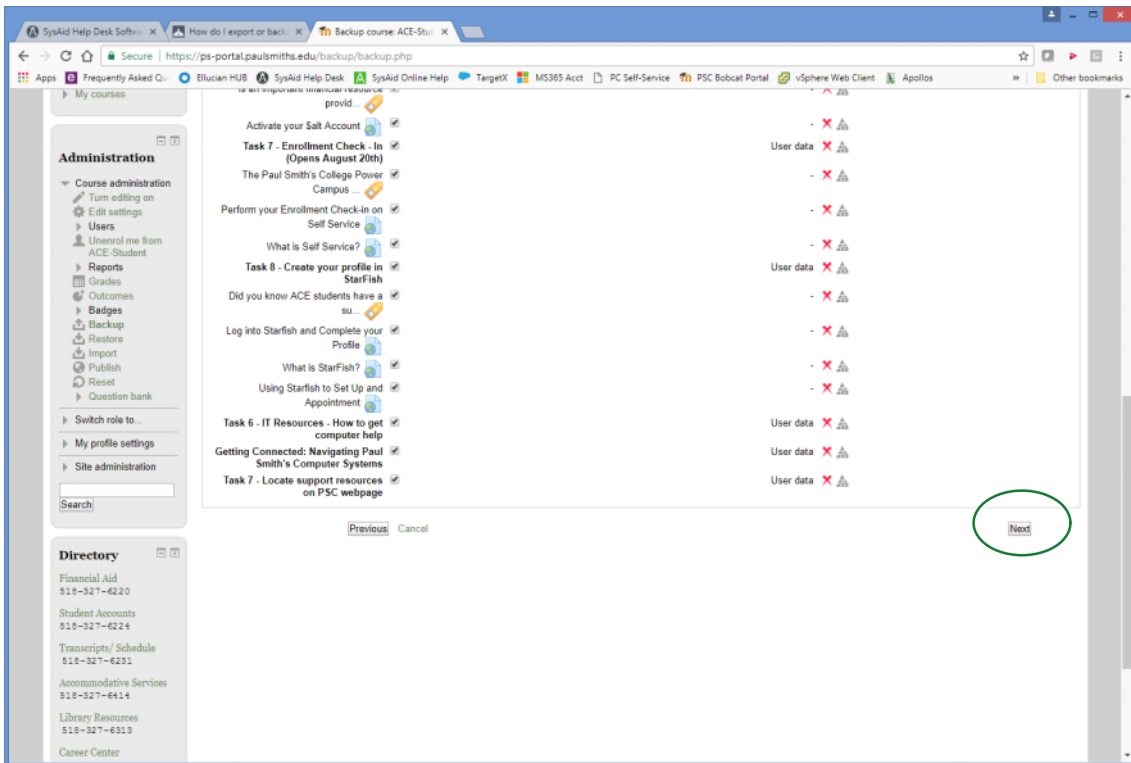 SysAid Help Desk Softwa
How do I export or back
Backup course: ACE-Stud
Secure | https://ps-portal.paulsmiths.edu/backup/backup.php
Apps Frequently Asked Qu Ellucian HUB SysAid Help Desk SysAid Online Help TargetX MS365 Acct PC Self-Service PSC Bobcat Portal vSphere Web Client Apollos » Other bookmarks
My courses
Administration
Course administration
Turn editing on
Edit settings
Users
Unenrol me from
ACE-Student
Reports
Grades
Outcomes
Badges
Backup
Restore
Import
Publish
Reset
Question bank
Switch role to...
My profile settings
Site administration
Search
Directory
Financial Aid
518-327-6220
Student Accounts
518-327-6224
Transcripts/ Schedule
518-327-6231
Accommodative Services
518-327-6414
Library Resources
518-327-6313
Career Center
is an important financial resource
provid... -
Activate your $alt Account -
Task 7 - Enrollment Check - In
(Opens August 20th) User data
The Paul Smith's College Power
Campus ... -
Perform your Enrollment Check-in on
Self Service -
What is Self Service? -
Task 8 - Create your profile in
StarFish User data
Did you know ACE students have a
su... -
Log into Starfish and Complete your
Profile -
What is StarFish? -
Using Starfish to Set Up and
Appointment -
Task 6 - IT Resources - How to get
computer help User data
Getting Connected: Navigating Paul
Smith's Computer Systems User data
Task 7 - Locate support resources
on PSC webpage User data
Previous Cancel Next